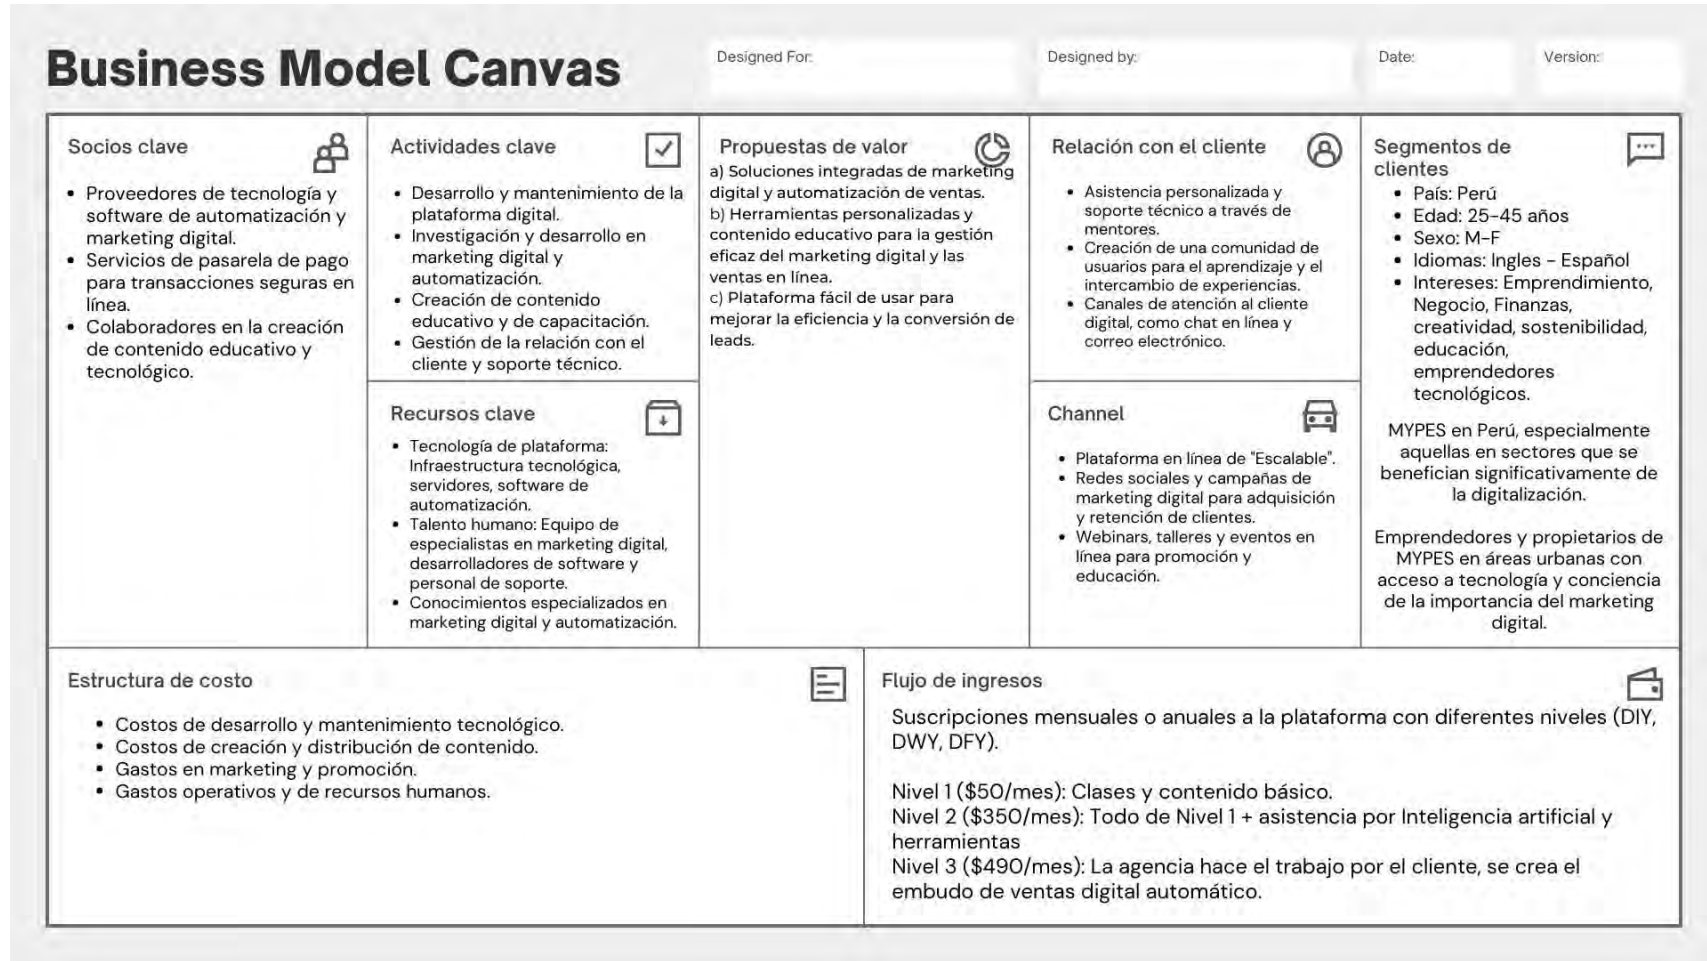 Business Model Canvas
Designed For:
Designed by:
Date:
Version:
Socios clave
• Proveedores de tecnología y
software de automatización y
marketing digital.
• Servicios de pasarela de pago
para transacciones seguras en
línea.
• Colaboradores en la creación
de contenido educativo y
tecnológico.
Actividades clave
• Desarrollo y mantenimiento de la
plataforma digital.
• Investigación y desarrollo en
marketing digital y
automatización.
• Creación de contenido
educativo y de capacitación.
• Gestión de la relación con el
cliente y soporte técnico.
Recursos clave
• Tecnología de plataforma:
Infraestructura tecnológica,
servidores, software de
automatización.
• Talento humano: Equipo de
especialistas en marketing digital,
desarrolladores de software y
personal de soporte.
• Conocimientos especializados en
marketing digital y automatización.
Propuestas de valor
a) Soluciones integradas de marketing
digital y automatización de ventas.
b) Herramientas personalizadas y
contenido educativo para la gestión
eficaz del marketing digital y las
ventas en línea.
c) Plataforma fácil de usar para
mejorar la eficiencia y la conversión de
leads.
Relación con el cliente
• Asistencia personalizada y
soporte técnico a través de
mentores.
• Creación de una comunidad de
usuarios para el aprendizaje y el
intercambio de experiencias.
• Canales de atención al cliente
digital, como chat en línea y
correo electrónico.
Channel
• Plataforma en línea de "Escalable".
• Redes sociales y campañas de
marketing digital para adquisición
y retención de clientes.
• Webinars, talleres y eventos en
línea para promoción y
educación.
Segmentos de
clientes
• País: Perú
• Edad: 25-45 años
• Sexo: M-F
• Idiomas: Ingles - Español
• Intereses: Emprendimiento,
Negocio, Finanzas,
creatividad, sostenibilidad,
educación,
emprendedores
tecnológicos.
MYPES en Perú, especialmente
aquellas en sectores que se
benefician significativamente de
la digitalización.
Emprendedores y propietarios de
MYPES en áreas urbanas con
acceso a tecnología y conciencia
de la importancia del marketing
digital.
Estructura de costo
• Costos de desarrollo y mantenimiento tecnológico.
• Costos de creación y distribución de contenido.
• Gastos en marketing y promoción.
• Gastos operativos y de recursos humanos.
Flujo de ingresos
Suscripciones mensuales o anuales a la plataforma con diferentes niveles (DIY,
DWY, DFY).
Nivel 1 ($50/mes): Clases y contenido básico.
Nivel 2 ($350/mes): Todo de Nivel 1 + asistencia por Inteligencia artificial y
herramientas
Nivel 3 ($490/mes): La agencia hace el trabajo por el cliente, se crea el
embudo de ventas digital automático.